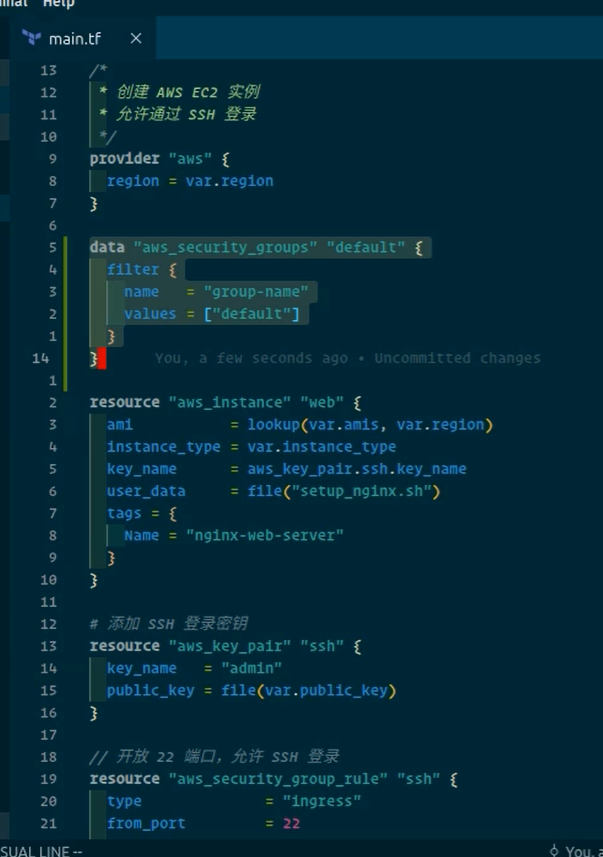 Help
main.tf
13 /*
12 * 创建 AWS EC2 实例
11 * 允许通过 SSH 登录
10 */
9 provider "aws" {
8 region = var.region
7 }
6
5 data "aws_security_groups" "default" {
4 filter {
3 name = "group-name"
2 values = ["default"]
1 }
14 } You, a few seconds ago • Uncommitted changes
1
2 resource "aws_instance" "web" {
3 ami = lookup(var.amis, var.region)
4 instance_type = var.instance_type
5 key_name = aws_key_pair.ssh.key_name
6 user_data = file("setup_nginx.sh")
7 tags = {
8 Name = "nginx-web-server"
9 }
10 }
11
12 # 添加 SSH 登录密钥
13 resource "aws_key_pair" "ssh" {
14 key_name = "admin"
15 public_key = file(var.public_key)
16 }
17
18 // 开放 22 端口，允许 SSH 登录
19 resource "aws_security_group_rule" "ssh" {
20 type = "ingress"
21 from_port = 22
SUAL LINE -- You, a